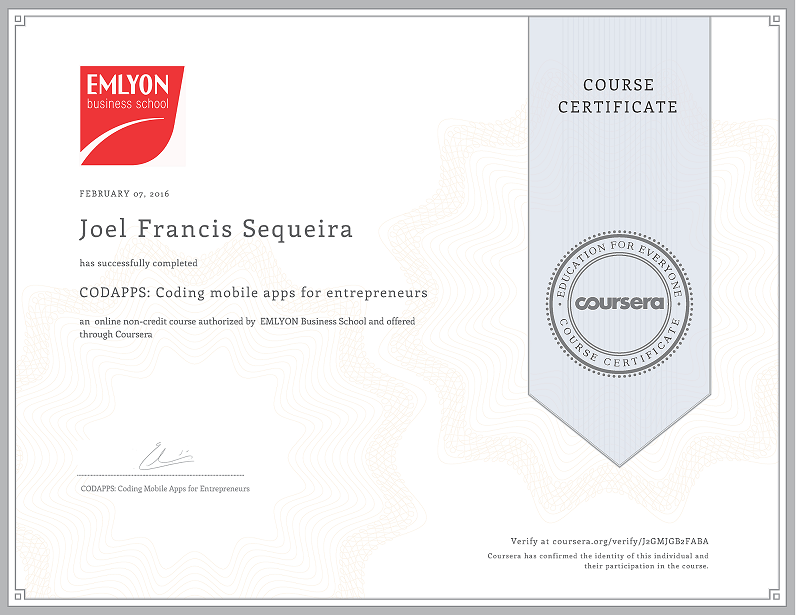 EMLYON
business school
COURSE
CERTIFICATE
FEBRUARY 07, 2016
Joel Francis Sequeira
has successfully completed
CODAPPS: Coding mobile apps for entrepreneurs
an online non-credit course authorized by EMLYON Business School and offered
through Coursera
EDUCATION FOR EVERYONE
coursera
COURSE CERTIFICATE
CODAPPS: Coding Mobile Apps for Entrepreneurs
Verify at coursera.org/verify/J2GMJGB2FABA
Coursera has confirmed the identity of this individual and
their participation in the course.